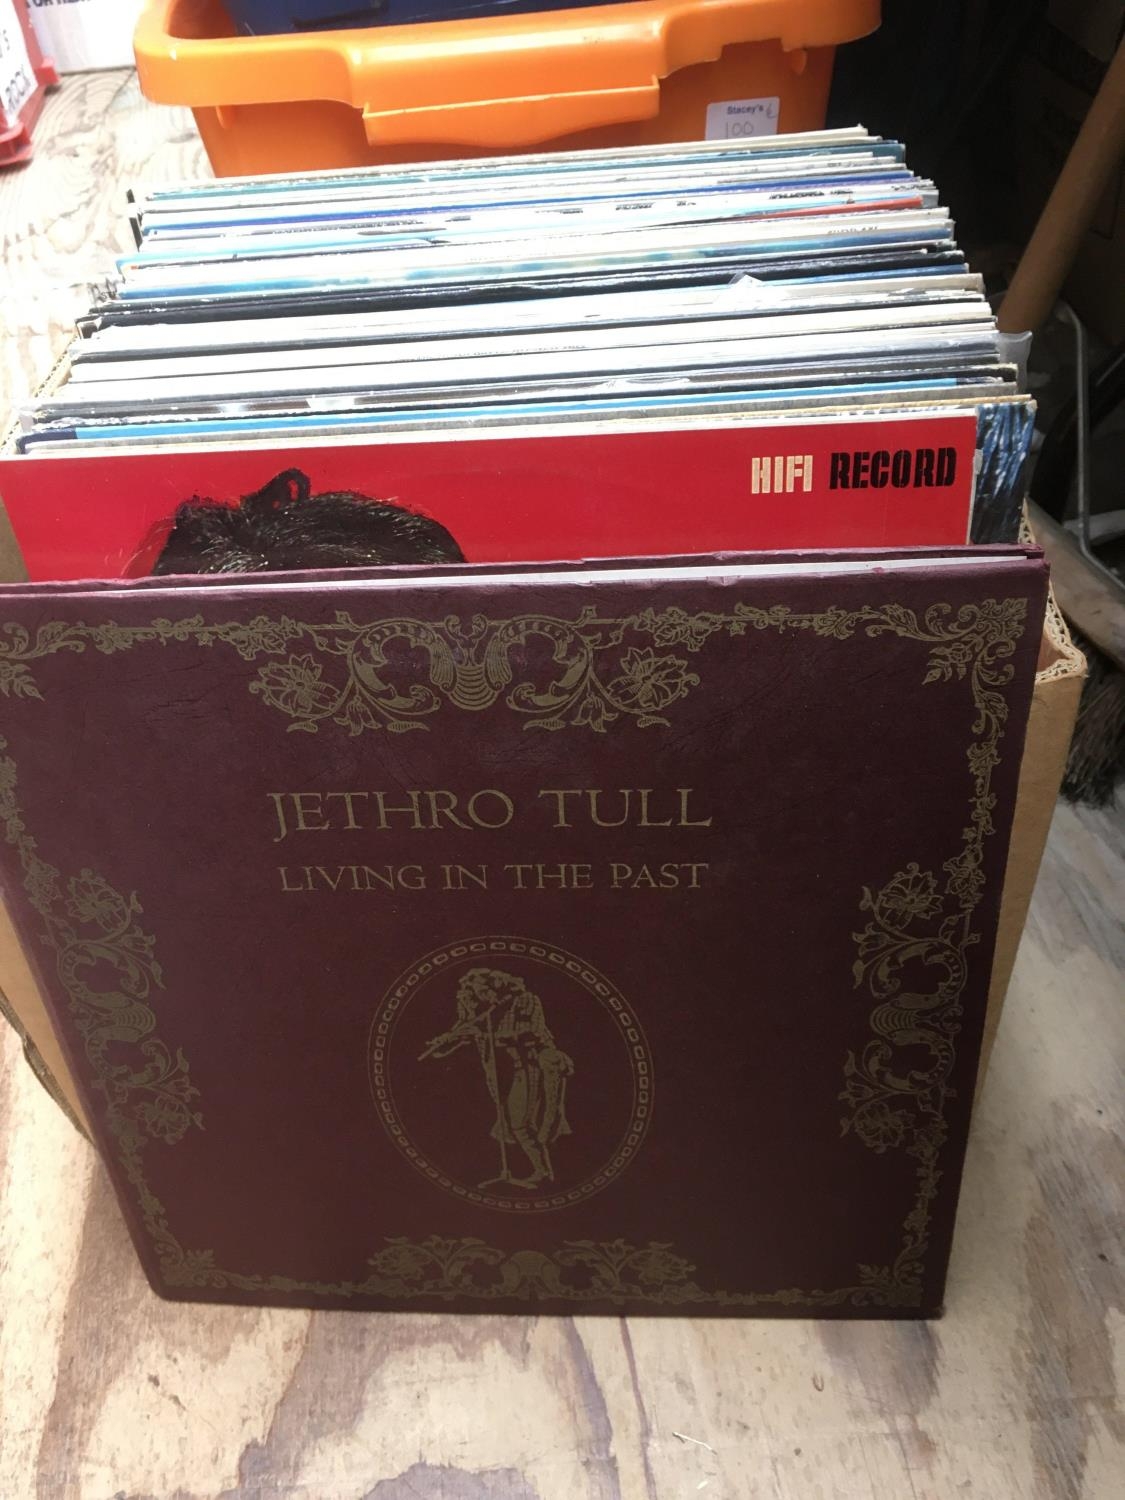 Stacey's
100
HIFI RECORD
JETHRO TULL
LIVING IN THE PAST